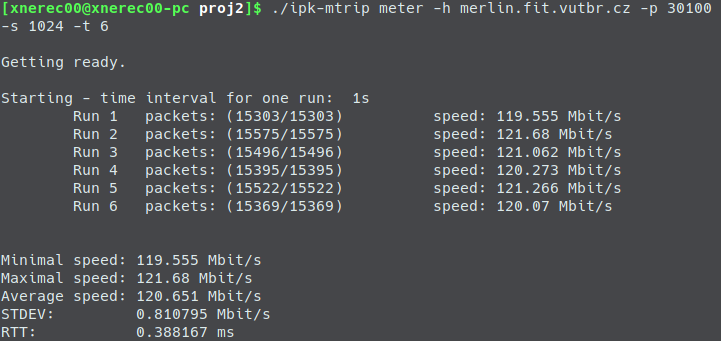 [xnerec00@xnerec00-pc proj2]$ ./ipk-mtrip meter -h merlin.fit.vutbr.cz -p 30100
-s 1024 -t 6
Getting ready.
Starting - time interval for one run:  1s
        Run 1   packets: (15303/15303)          speed: 119.555 Mbit/s
        Run 2   packets: (15575/15575)          speed: 121.68 Mbit/s
        Run 3   packets: (15496/15496)          speed: 121.062 Mbit/s
        Run 4   packets: (15395/15395)          speed: 120.273 Mbit/s
        Run 5   packets: (15522/15522)          speed: 121.266 Mbit/s
        Run 6   packets: (15369/15369)          speed: 120.07 Mbit/s
Minimal speed: 119.555 Mbit/s
Maximal speed: 121.68 Mbit/s
Average speed: 120.651 Mbit/s
STDEV:         0.810795 Mbit/s
RTT:           0.388167 ms